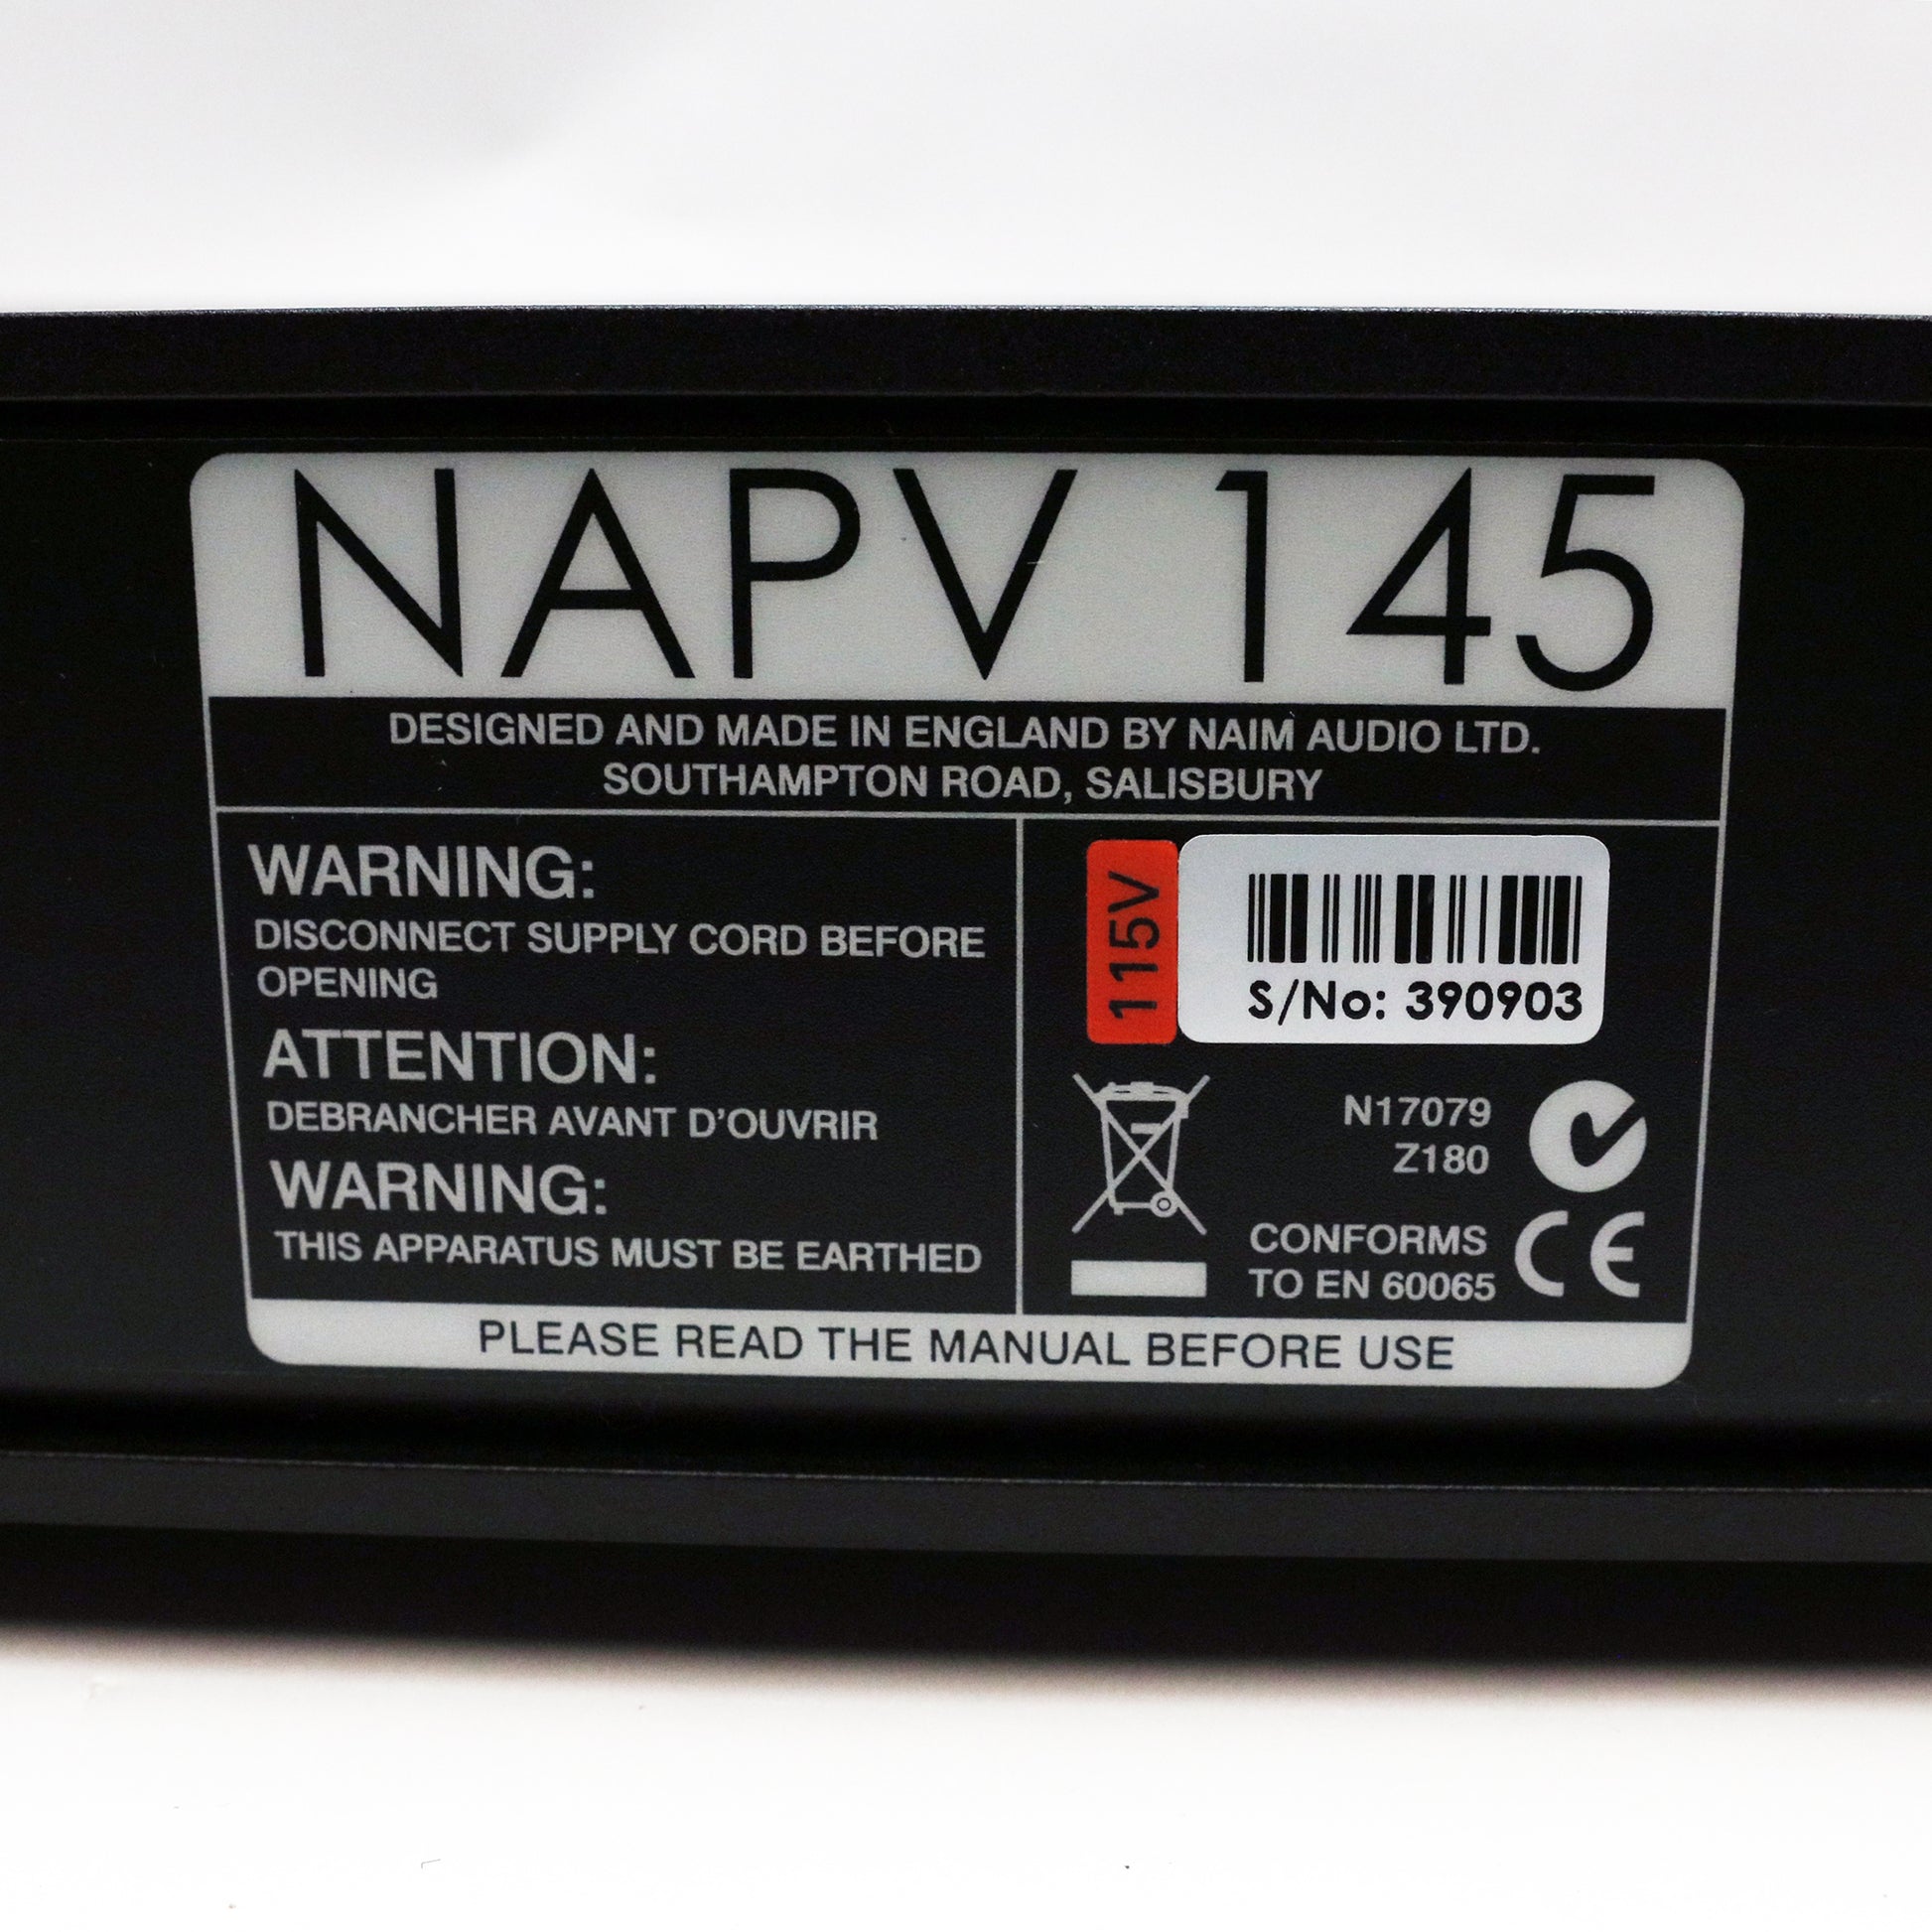 NAPV 145
DESIGNED AND MADE IN ENGLAND BY NAIM AUDIO LTD.
SOUTHAMPTON ROAD, SALISBURY
WARNING:
DISCONNECT SUPPLY CORD BEFORE
OPENING
ATTENTION:
DEBRANCHER AVANT D'OUVRIR
WARNING:
THIS APPARATUS MUST BE EARTHED
115V
S/No: 390903
N17079
Z180
CONFORMS
TO EN 60065
CE
PLEASE READ THE MANUAL BEFORE USE